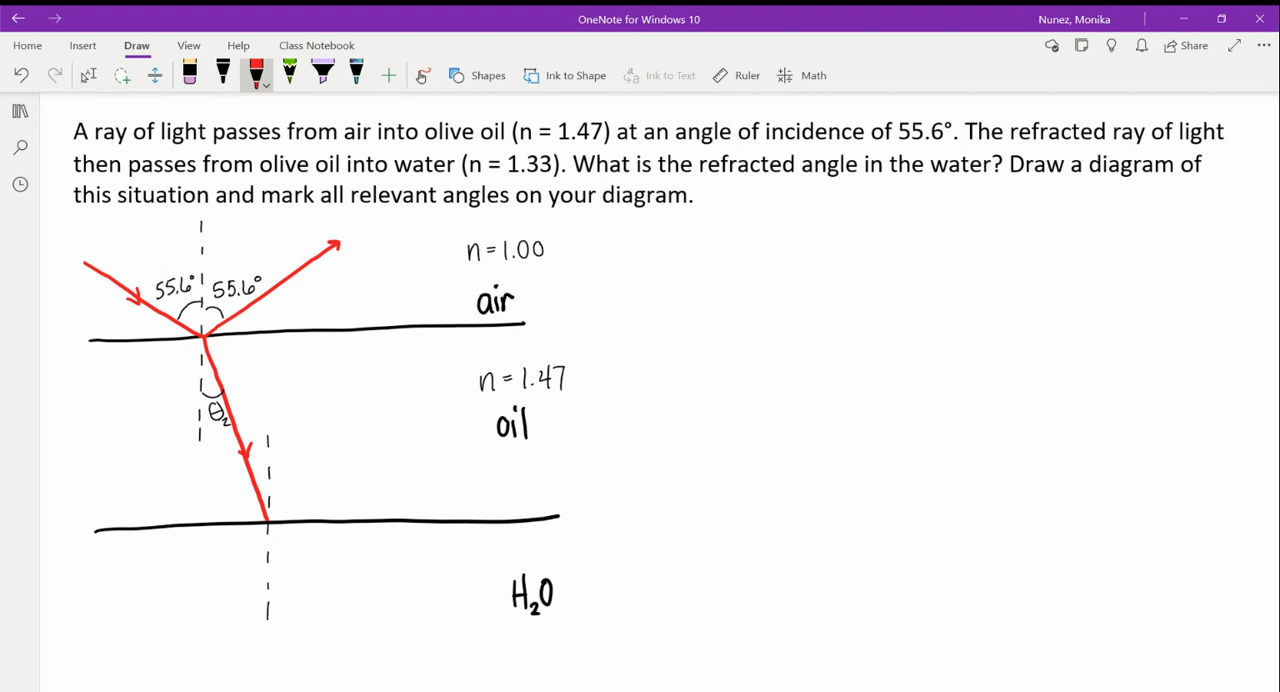 OneNote for Windows 10
Nunez, Monika
Home Insert Draw View Help Class Notebook
Share
Shapes Ink to Shape Ink to Text Ruler Math
A ray of light passes from air into olive oil (n = 1.47) at an angle of incidence of 55.6°. The refracted ray of light
then passes from olive oil into water (n = 1.33). What is the refracted angle in the water? Draw a diagram of
this situation and mark all relevant angles on your diagram.
n = 1.00
55.6° 55.6°
air
n = 1.47
θ₂
oil
H₂O